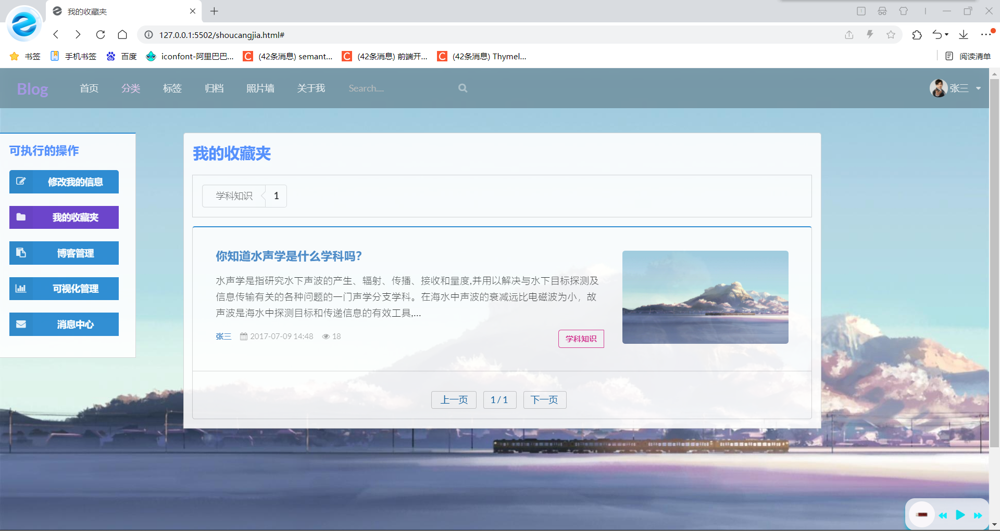 我的收藏夹
127.0.0.1:5502/shoucangjia.html#
书签 手机书签 百度 iconfont-阿里巴巴... (42条消息) semant... (42条消息) 前端开... (42条消息) Thymel... 阅读清单
Blog 首页 分类 标签 归档 照片墙 关于我 Search.... 张三
可执行的操作
修改我的信息
我的收藏夹
博客管理
可视化管理
消息中心
我的收藏夹
学科知识 1
你知道水声学是什么学科吗?
水声学是指研究水下声波的产生、辐射、传播、接收和量度,并用以解决与水下目标探测及
信息传输有关的各种问题的一门声学分支学科。在海水中声波的衰减远比电磁波为小，故
声波是海水中探测目标和传递信息的有效工具,...
张三 2017-07-09 14:48 18
学科知识
上一页 1 / 1 下一页